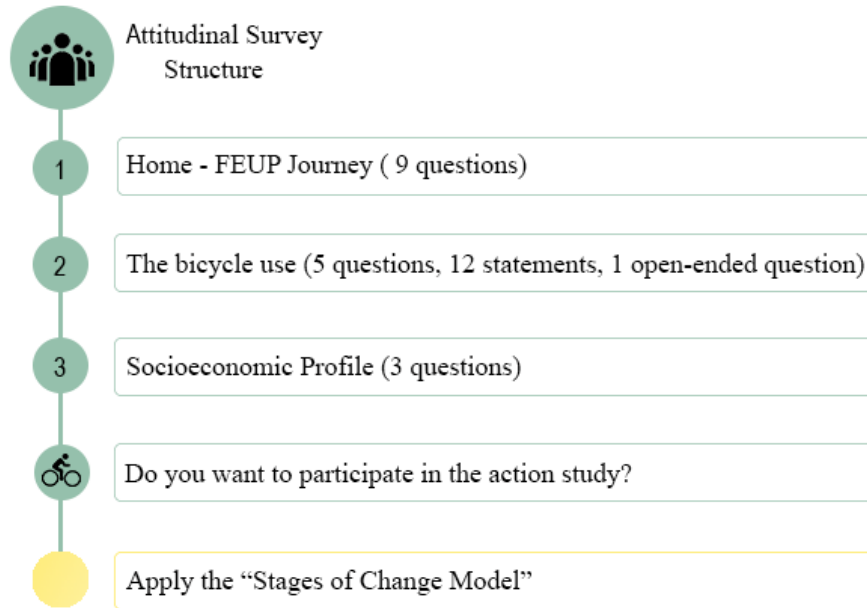 Attitudinal Survey
Structure
1
Home - FEUP Journey ( 9 questions)
2
The bicycle use (5 questions, 12 statements, 1 open-ended question)
3
Socioeconomic Profile (3 questions)
Do you want to participate in the action study?
Apply the “Stages of Change Model”